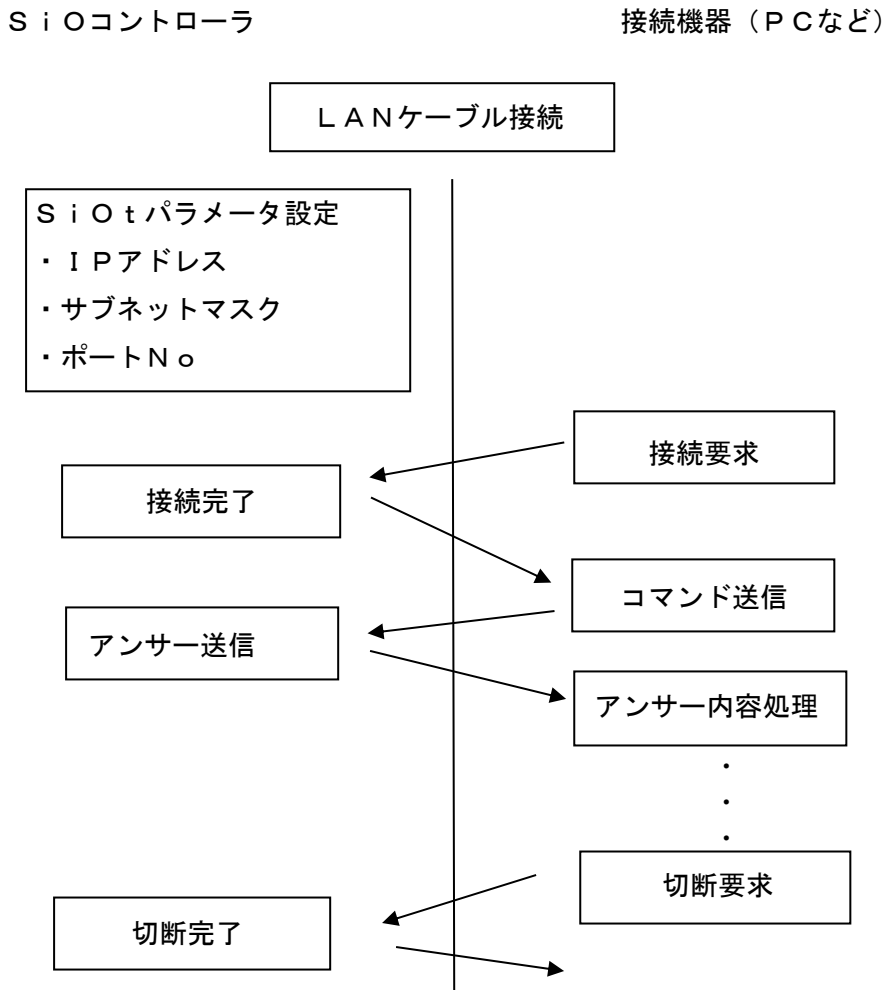 ＳｉＯコントローラ
接続機器（ＰＣなど）
ＬＡＮケーブル接続
ＳｉＯｔパラメータ設定
・ＩＰアドレス
・サブネットマスク
・ポートＮｏ
接続要求
接続完了
コマンド送信
アンサー送信
アンサー内容処理
・
・
・
切断要求
切断完了